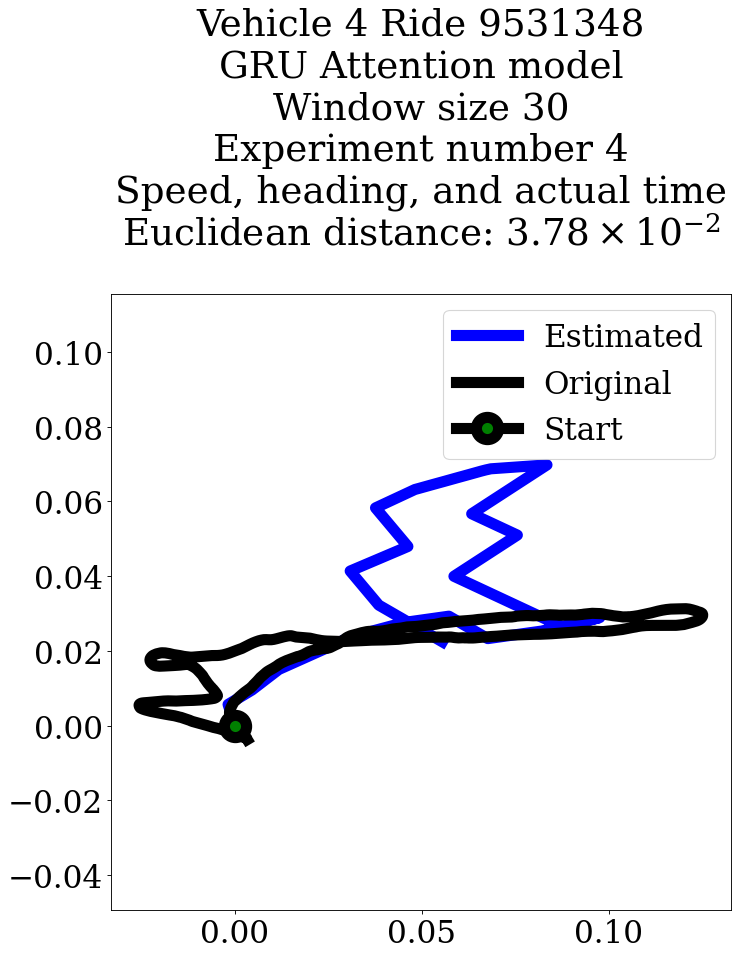 Vehicle 4 Ride 9531348
GRU Attention model
Window size 30
Experiment number 4
Speed, heading, and actual time
Euclidean distance: 3.78 × 10⁻²
Estimated
Original
Start
0.10
0.08
0.06
0.04
0.02
0.00
−0.02
−0.04
0.00 0.05 0.10